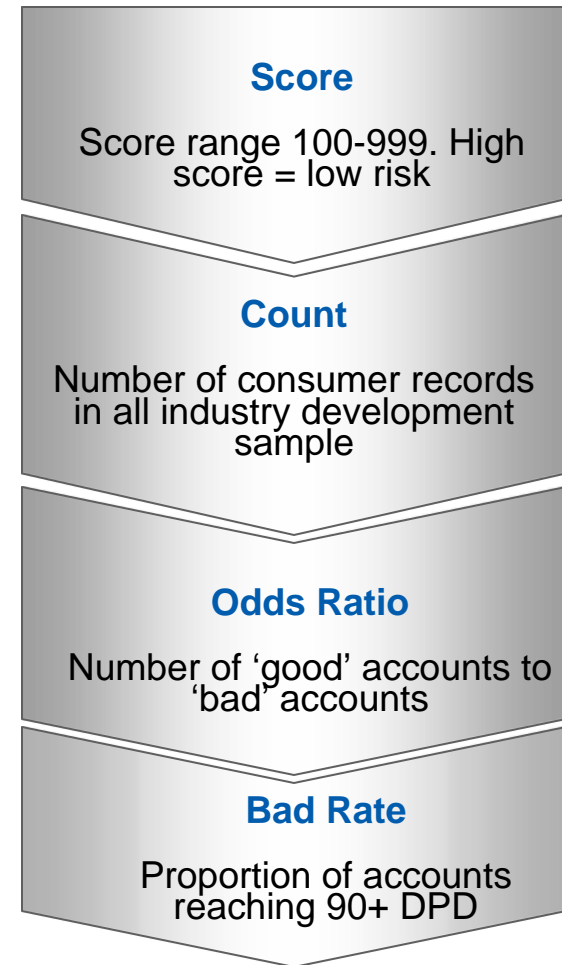 Score
Score range 100-999. High
score = low risk
Count
Number of consumer records
in all industry development
sample
Odds Ratio
Number of ‘good’ accounts to
‘bad’ accounts
Bad Rate
Proportion of accounts
reaching 90+ DPD